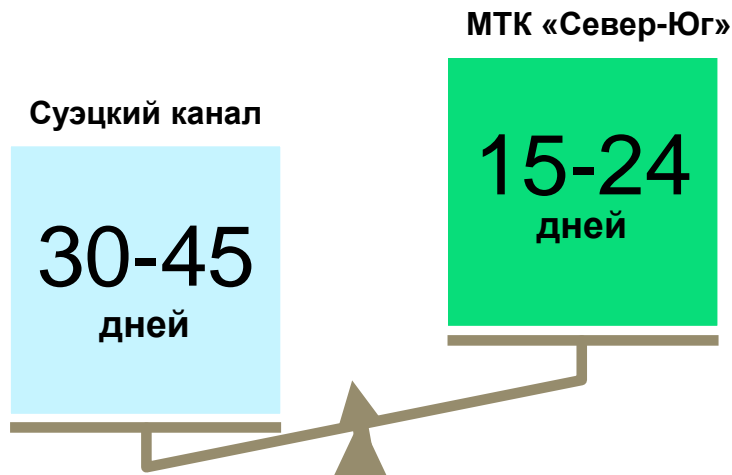 МТК «Север-Юг»
15-24
дней
Суэцкий канал
30-45
дней